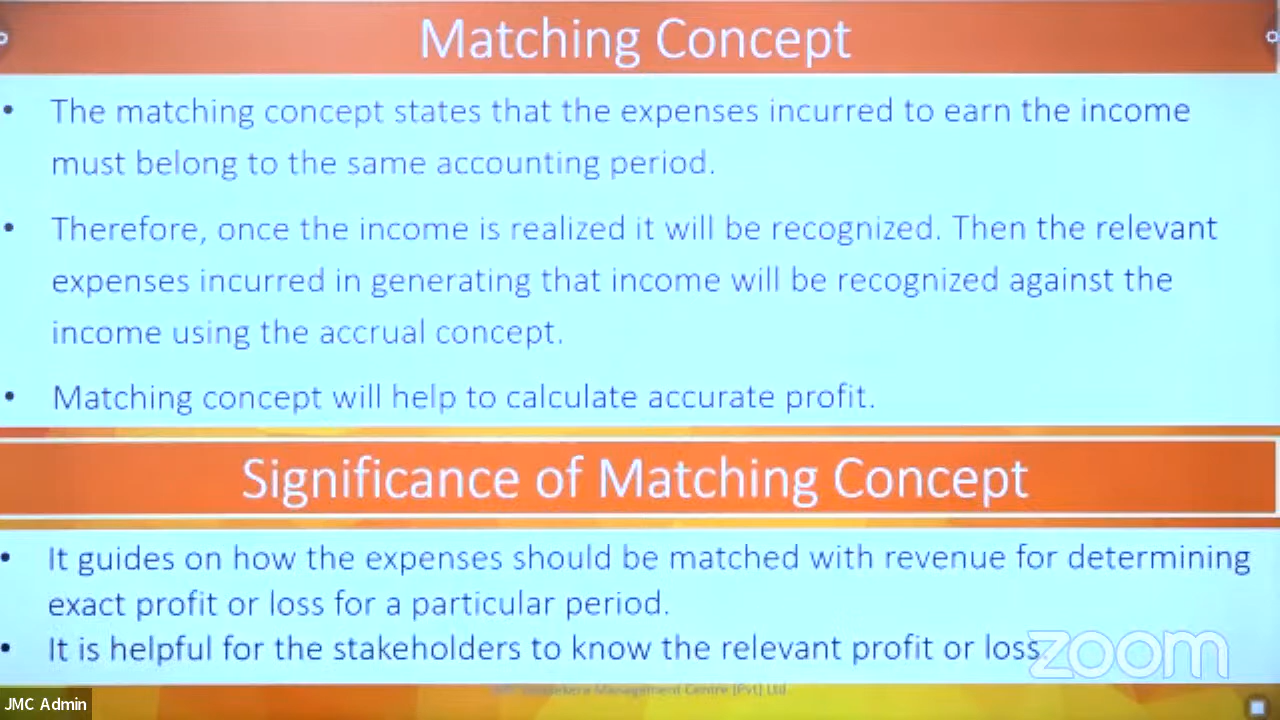 Matching Concept
• The matching concept states that the expenses incurred to earn the income
must belong to the same accounting period.
• Therefore, once the income is realized it will be recognized. Then the relevant
expenses incurred in generating that income will be recognized against the
income using the accrual concept.
• Matching concept will help to calculate accurate profit.
Significance of Matching Concept
• It guides on how the expenses should be matched with revenue for determining
exact profit or loss for a particular period.
• It is helpful for the stakeholders to know the relevant profit or loss.
zoom
Management Centre [Pvt] Ltd
JMC Admin